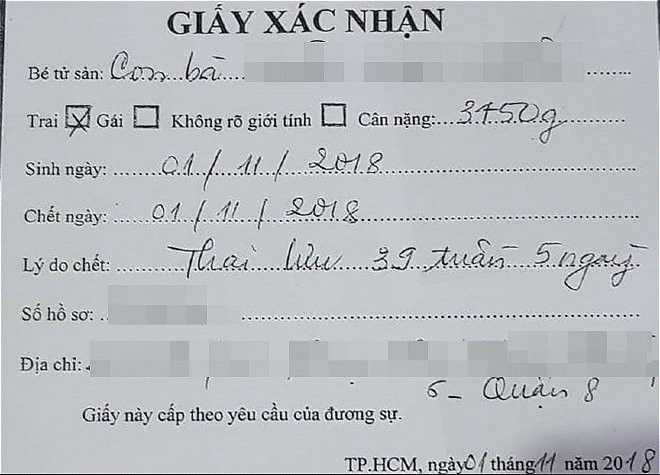 GIẤY XÁC NHẬN
Bé tử sản: Con bà
Trai ☒ Gái ☐ Không rõ giới tính ☐ Cân nặng: 3450g
Sinh ngày: 01/11/2018
Chết ngày: 01/11/2018
Lý do chết: Thai lưu 39 tuần 5 ngày
Số hồ sơ:
Địa chỉ:
6 - Quận 8
Giấy này cấp theo yêu cầu của đương sự.
TP.HCM, ngày 01 tháng 11 năm 2018